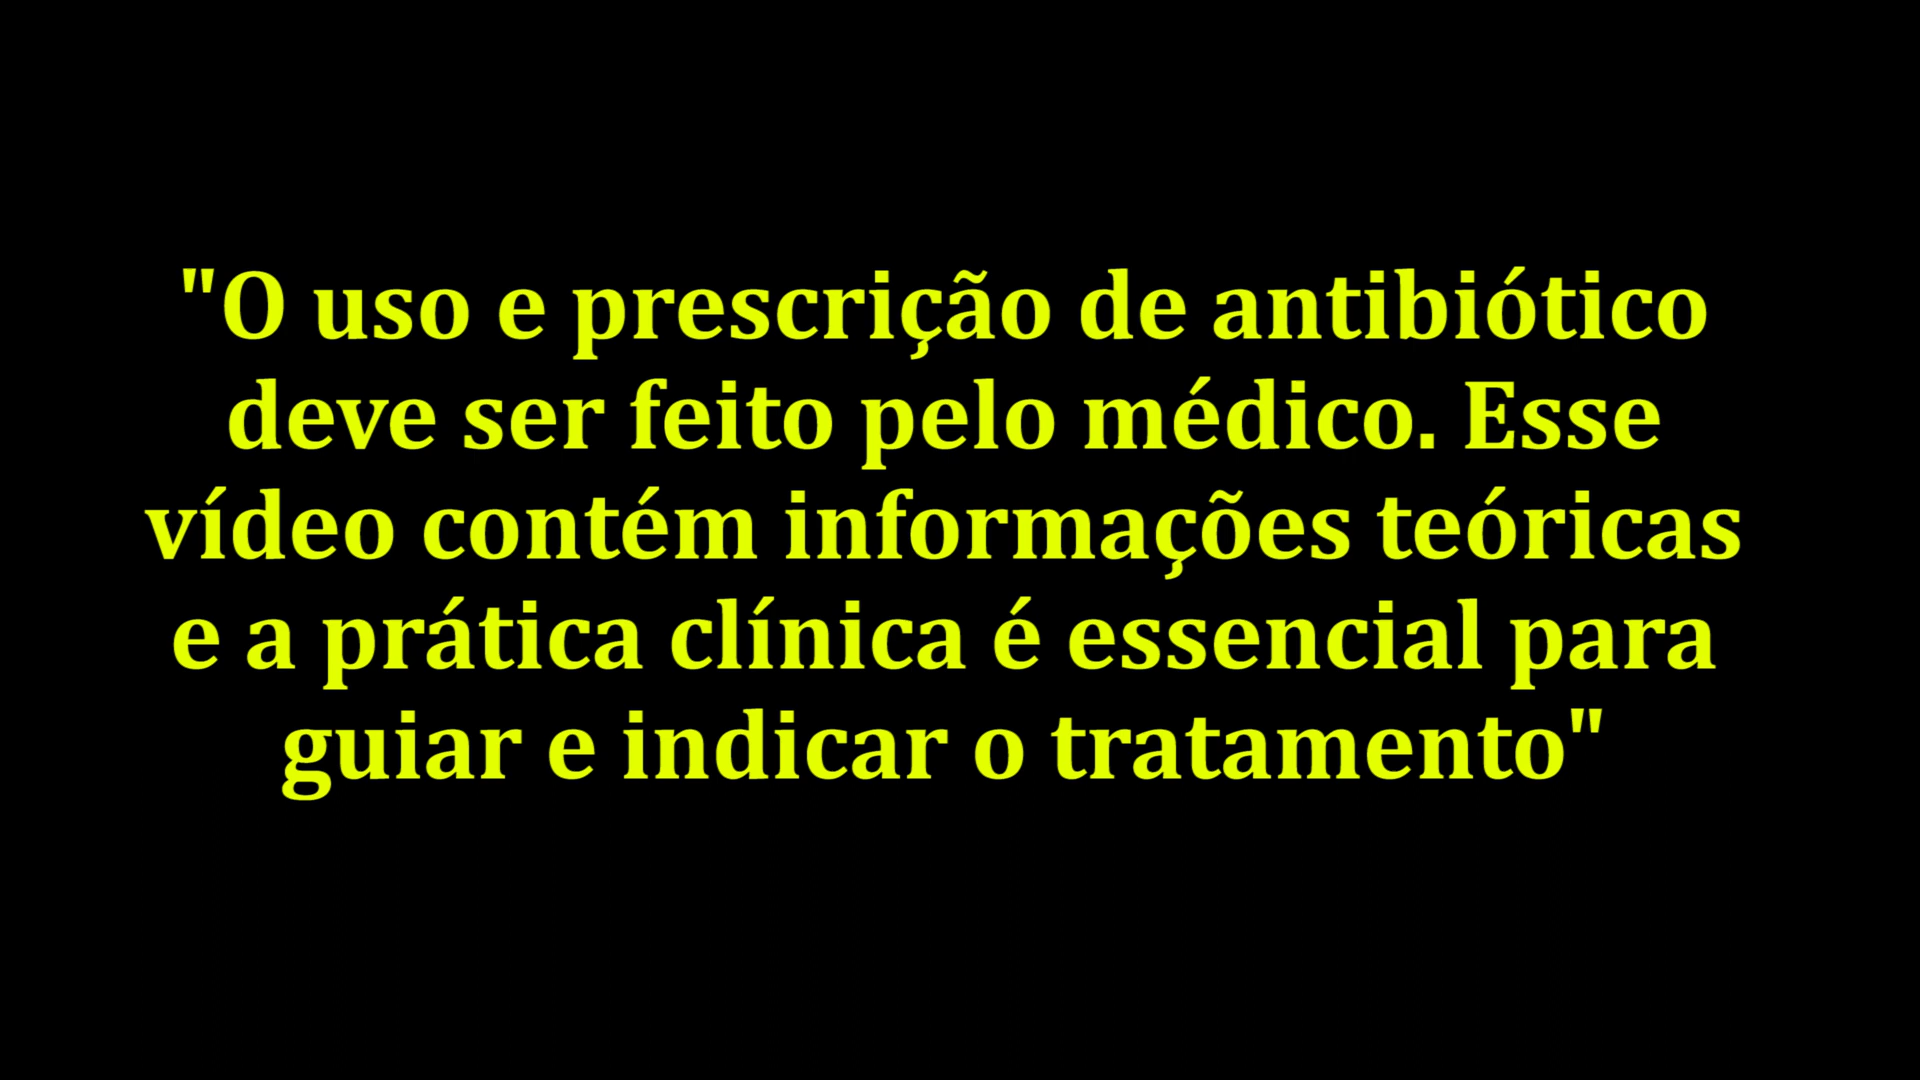 "O uso e prescrição de antibiótico
deve ser feito pelo médico. Esse
vídeo contém informações teóricas
e a prática clínica é essencial para
guiar e indicar o tratamento"